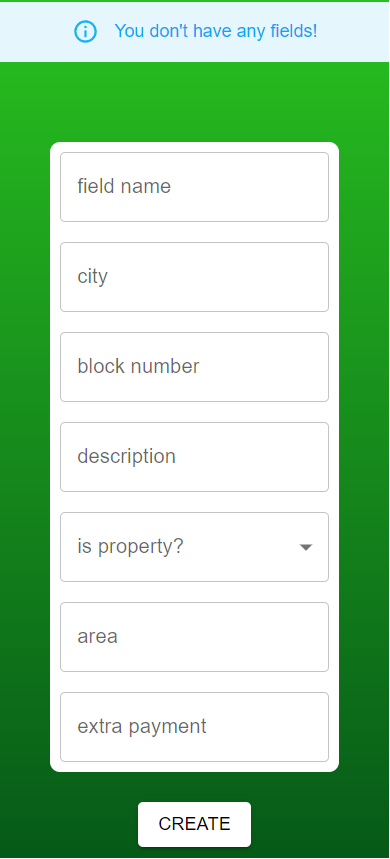 You don't have any fields!
field name
city
block number
description
is property?
area
extra payment
CREATE